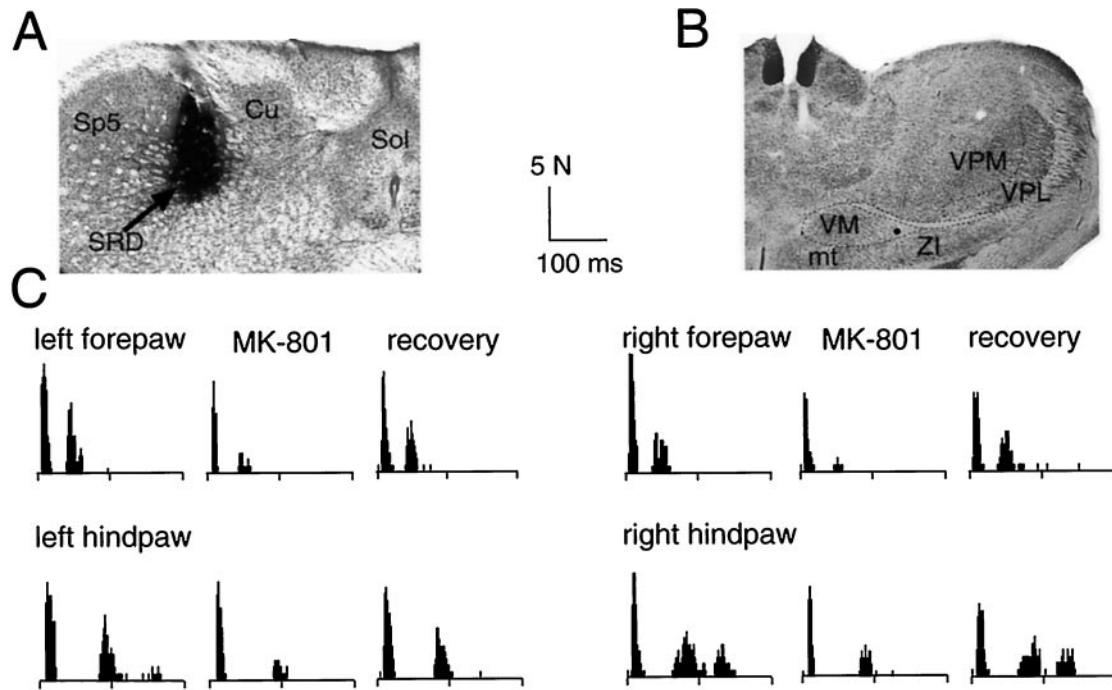 A
B
Sp5
Cu
Sol
SRD
VPM
VPL
VM
mt
ZI
5 N
100 ms
C
left forepaw MK-801 recovery
right forepaw MK-801 recovery
left hindpaw
right hindpaw